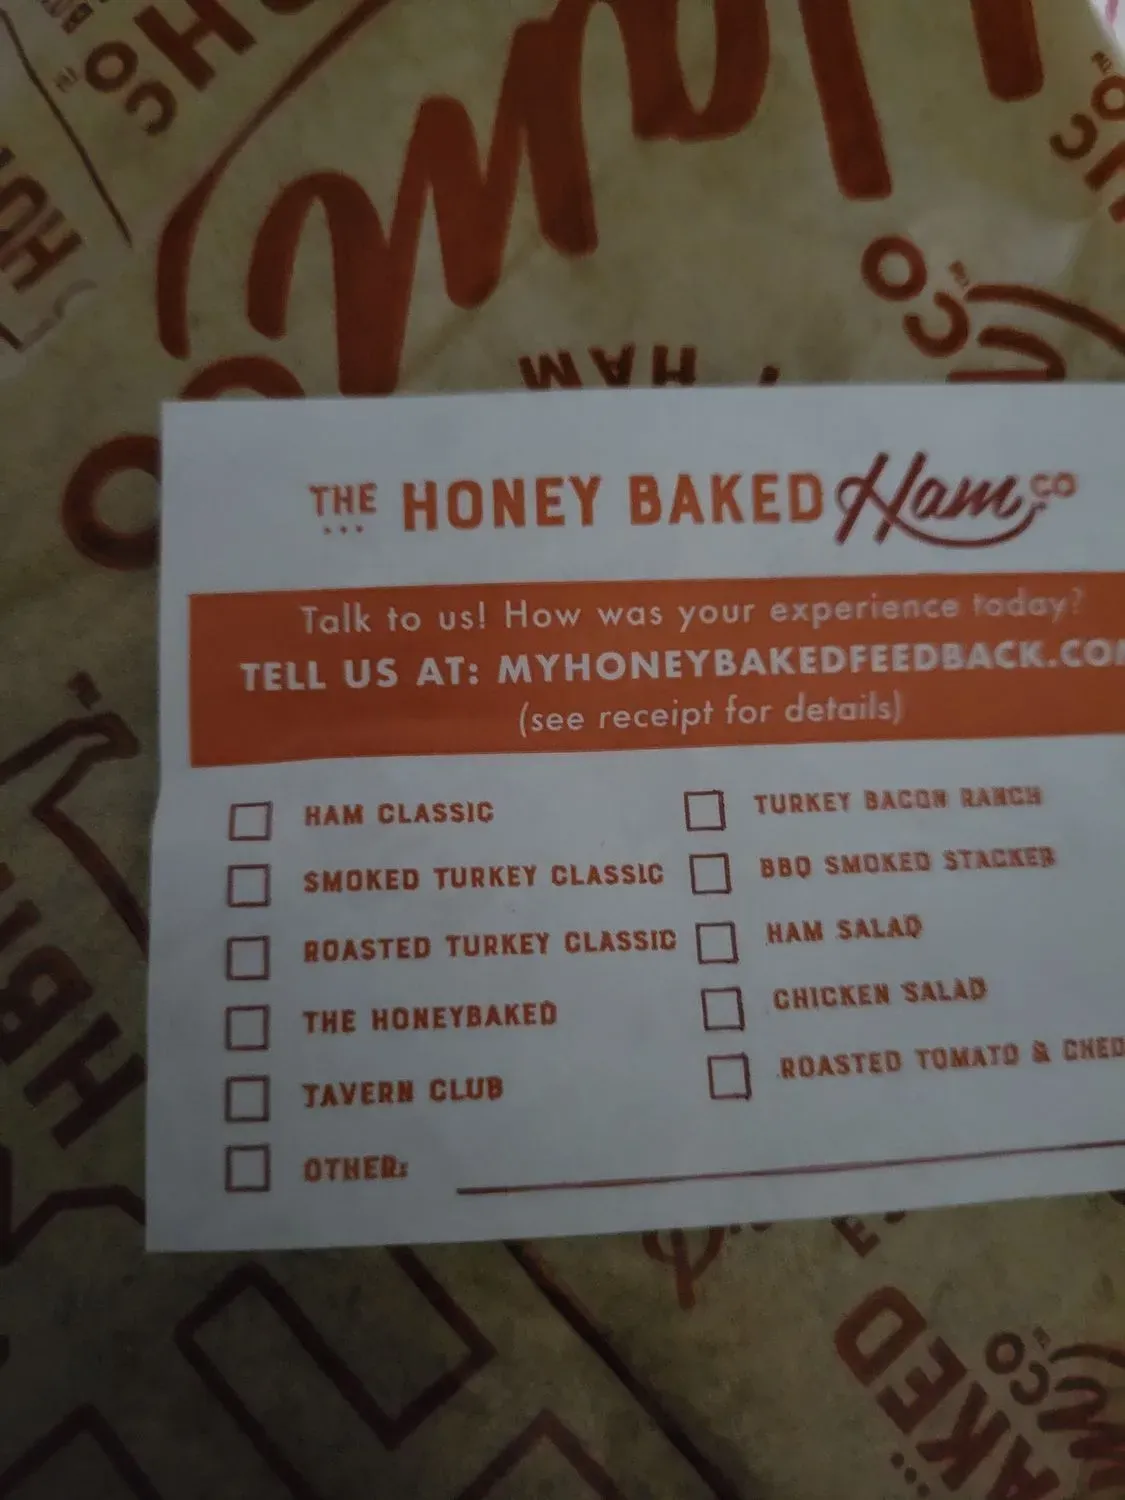 HAM
THE HONEY BAKED Ham CO
Talk to us! How was your experience today?
TELL US AT: MYHONEYBAKEDFEEDBACK.COM
(see receipt for details)
HAM CLASSIC
SMOKED TURKEY CLASSIC
ROASTED TURKEY CLASSIC
THE HONEYBAKED
TAVERN CLUB
OTHER:
TURKEY BACON RANCH
BBQ SMOKED STACKER
HAM SALAD
CHICKEN SALAD
ROASTED TOMATO & CHED